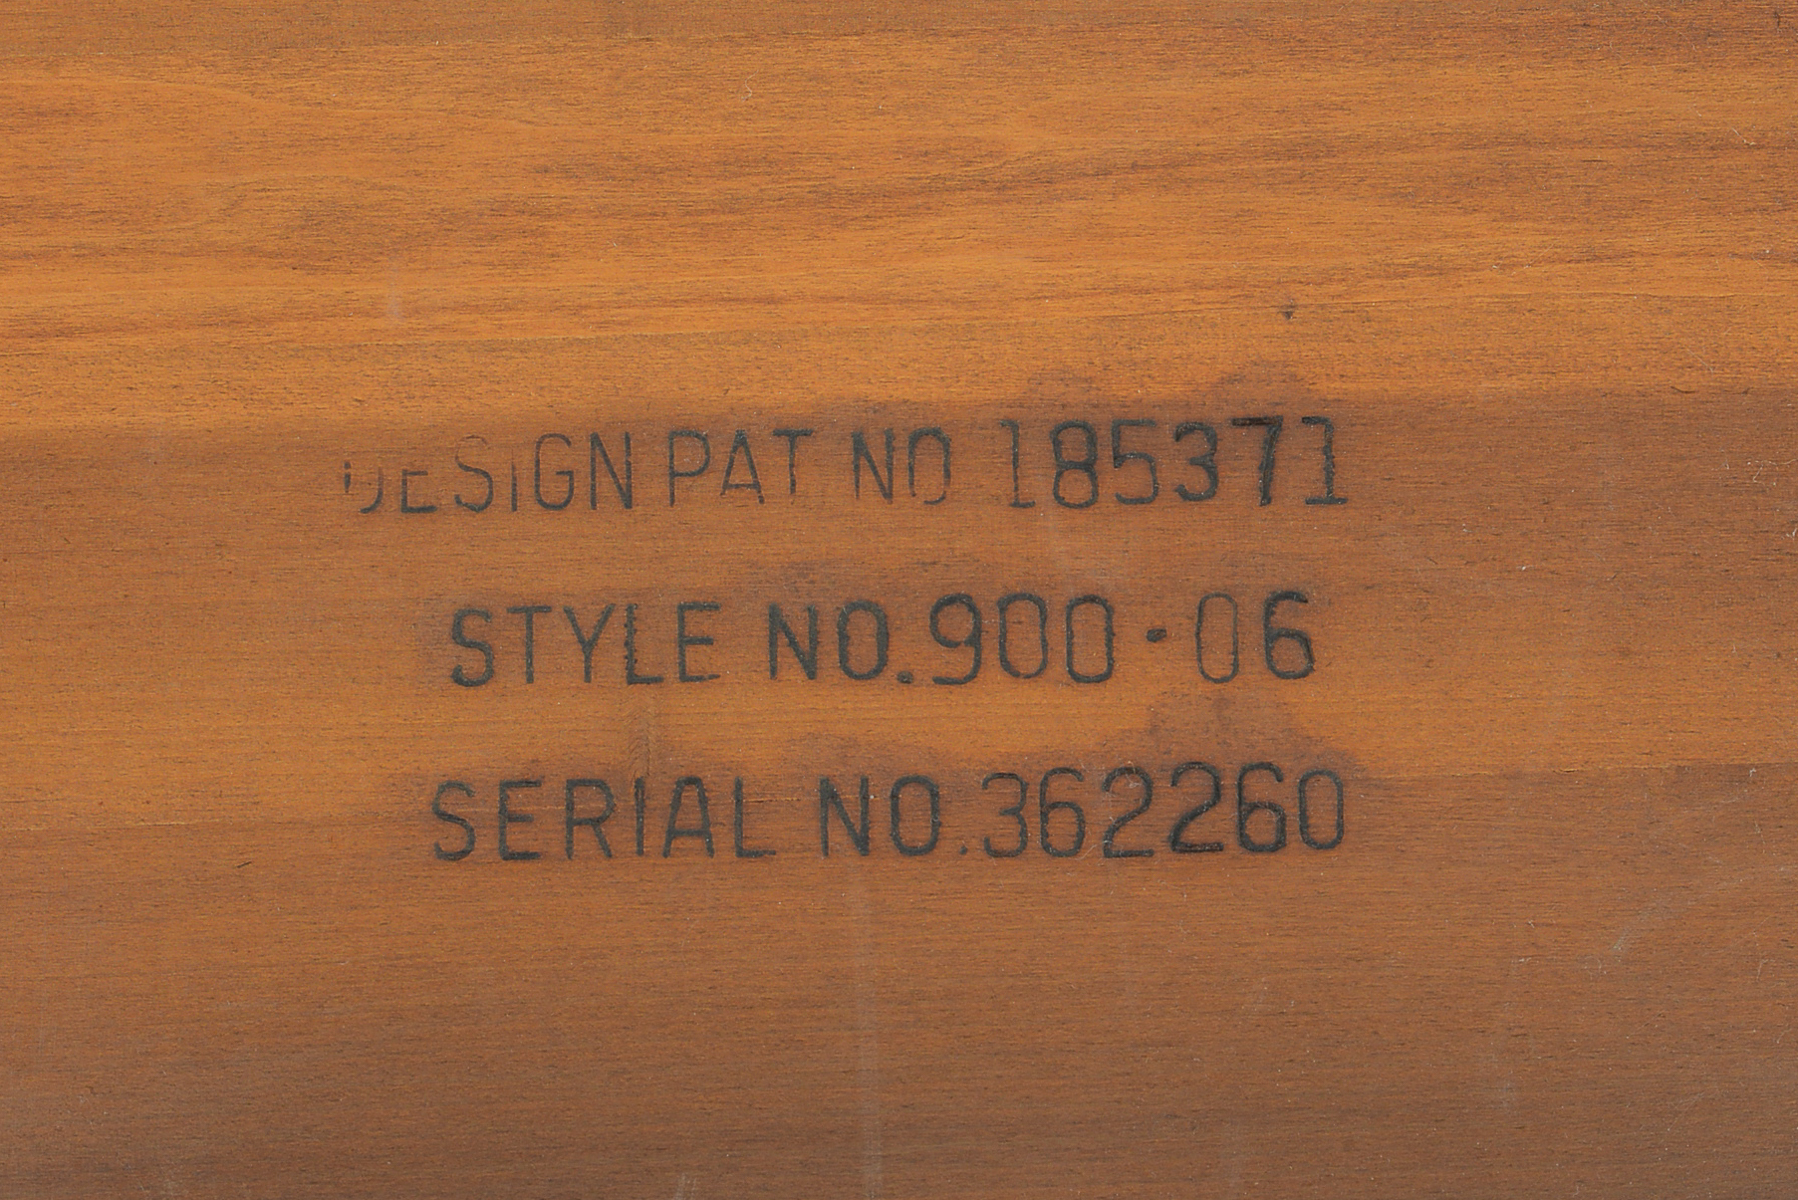 DESIGN PAT NO 185371
STYLE NO.900·06
SERIAL NO.362260